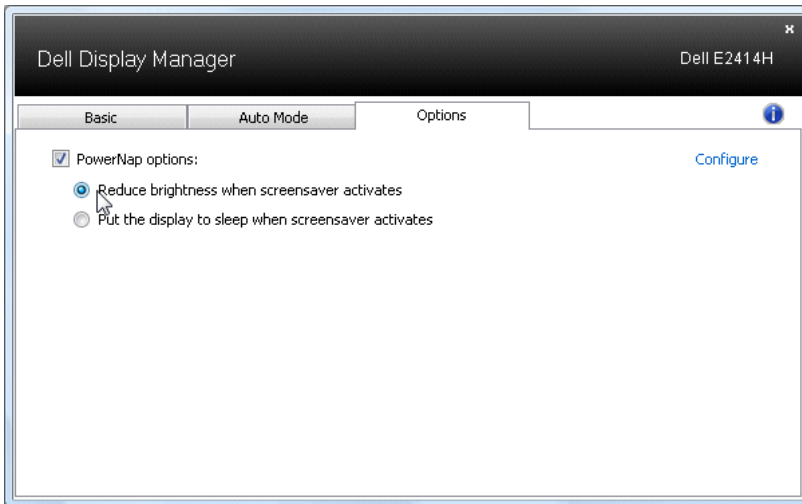 x
Dell Display Manager
Dell E2414H
Basic
Auto Mode
Options
PowerNap options:
Configure
Reduce brightness when screensaver activates
Put the display to sleep when screensaver activates